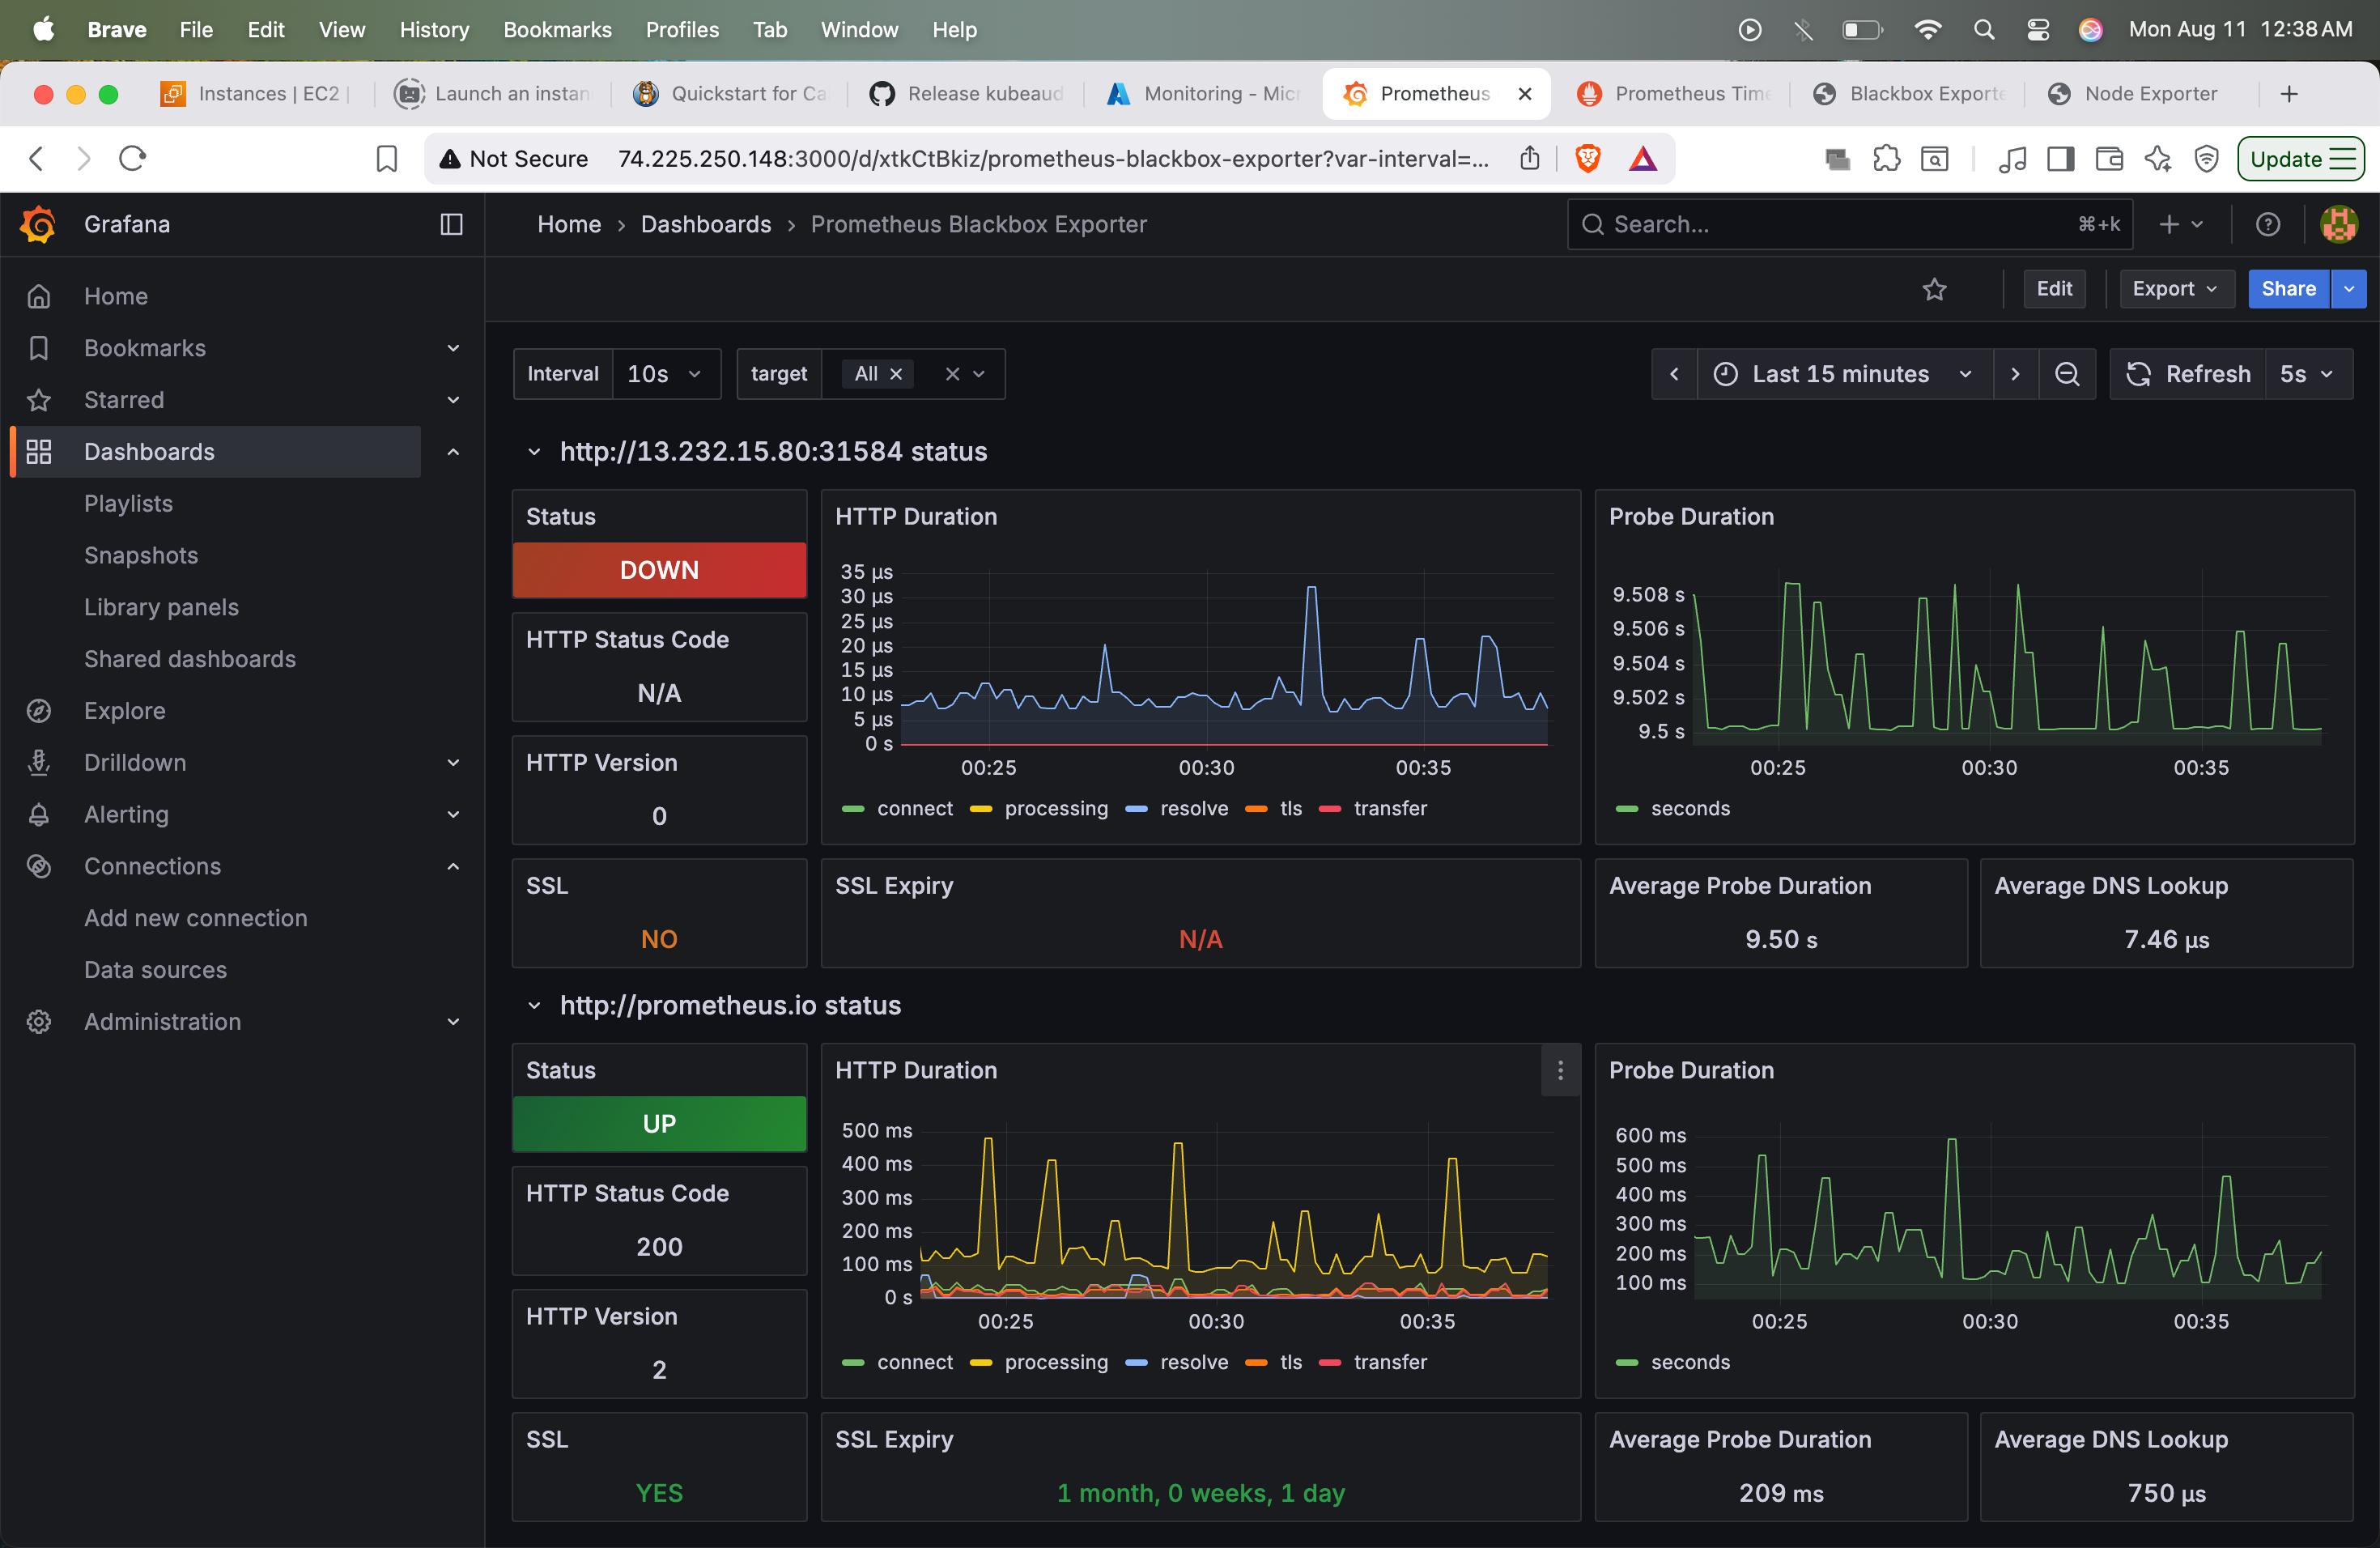 Brave File Edit View History Bookmarks Profiles Tab Window Help Mon Aug 11 12:38 AM
Instances | EC2 | Launch an instan Quickstart for Ca Release kubeaud Monitoring - Micr Prometheus Prometheus Time Blackbox Exporte Node Exporter
Not Secure 74.225.250.148:3000/d/xtkCtBkiz/prometheus-blackbox-exporter?var-interval=... Update
Grafana
Home › Dashboards › Prometheus Blackbox Exporter
Search... ⌘+k
Edit Export Share
Home
Bookmarks
Starred
Dashboards
Playlists
Snapshots
Library panels
Shared dashboards
Explore
Drilldown
Alerting
Connections
Add new connection
Data sources
Administration
Interval 10s target All Last 15 minutes Refresh 5s
http://13.232.15.80:31584 status
Status
DOWN
HTTP Status Code
N/A
HTTP Version
0
HTTP Duration
35 µs
30 µs
25 µs
20 µs
15 µs
10 µs
5 µs
0 s
00:25 00:30 00:35
connect processing resolve tls transfer
Probe Duration
9.508 s
9.506 s
9.504 s
9.502 s
9.5 s
00:25 00:30 00:35
seconds
SSL
NO
SSL Expiry
N/A
Average Probe Duration
9.50 s
Average DNS Lookup
7.46 µs
http://prometheus.io status
Status
UP
HTTP Status Code
200
HTTP Version
2
HTTP Duration
500 ms
400 ms
300 ms
200 ms
100 ms
0 s
00:25 00:30 00:35
connect processing resolve tls transfer
Probe Duration
600 ms
500 ms
400 ms
300 ms
200 ms
100 ms
00:25 00:30 00:35
seconds
SSL
YES
SSL Expiry
1 month, 0 weeks, 1 day
Average Probe Duration
209 ms
Average DNS Lookup
750 µs